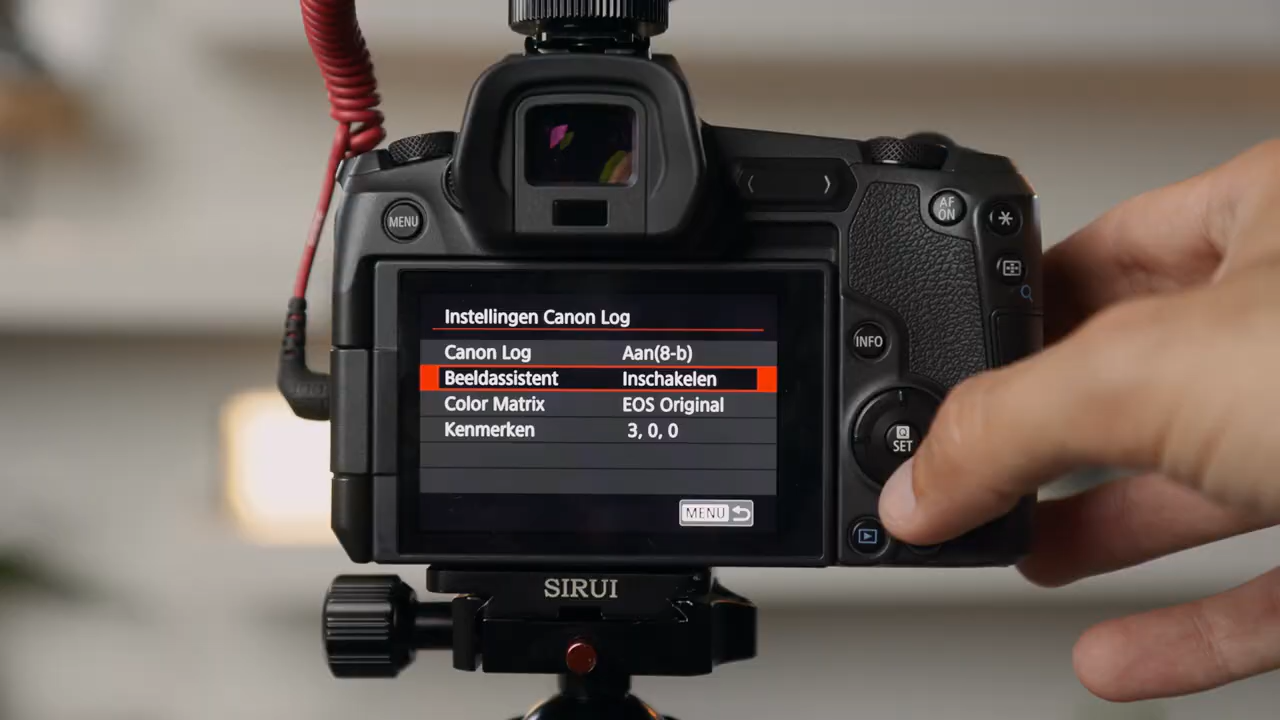 MENU
AF
ON
INFO
Instellingen Canon Log
Canon Log Aan(8-b)
Beeldassistent Inschakelen
Color Matrix EOS Original
Kenmerken 3, 0, 0
MENU
Q
SET
SIRUI